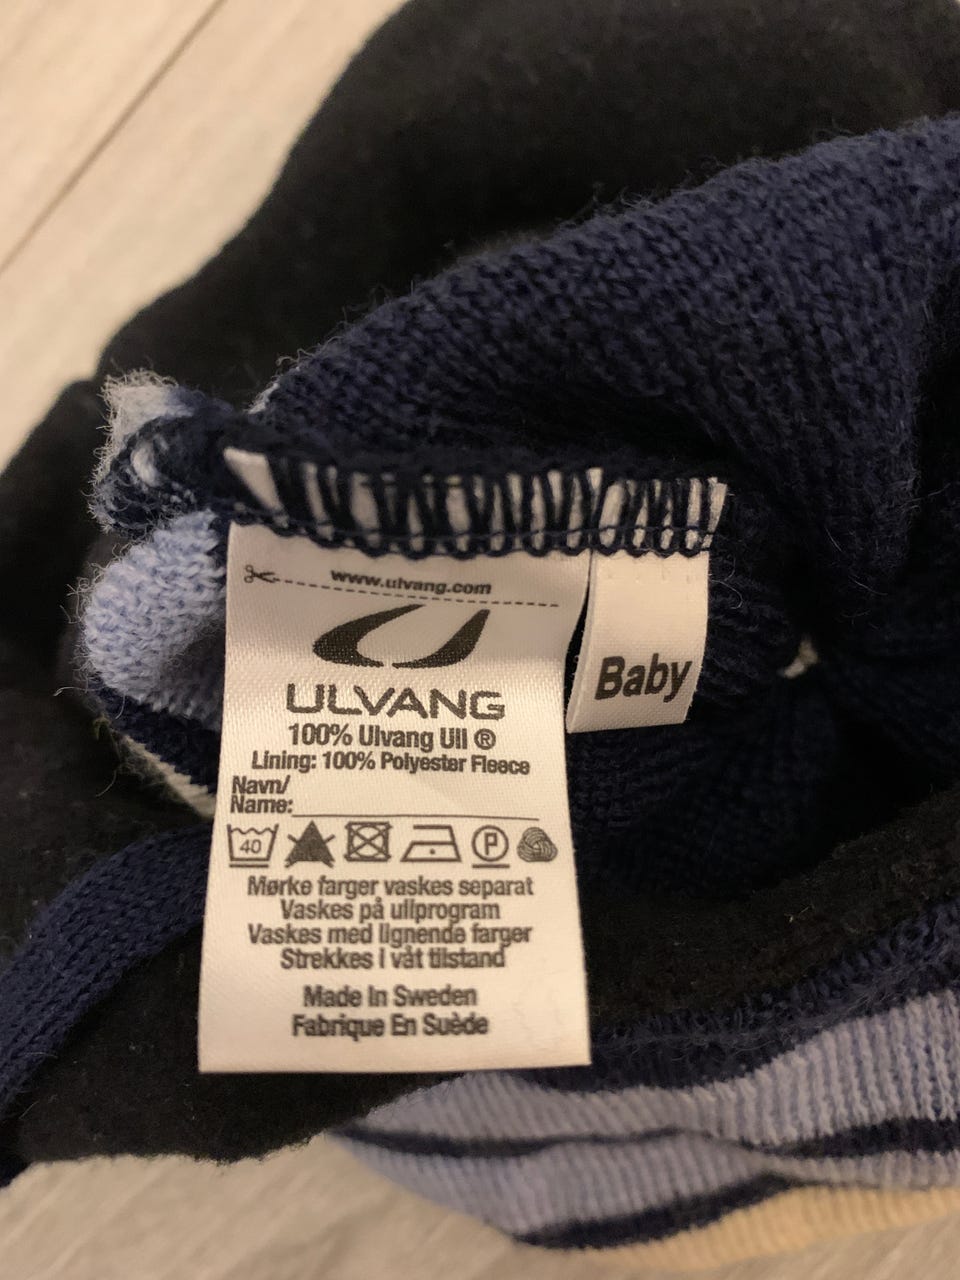 www.ulvang.com
ULVANG
100% Ulvang Ull ®
Lining: 100% Polyester Fleece
Navn/
Name:
40
P
Mørke farger vaskes separat
Vaskes på ullprogram
Vaskes med lignende farger
Strekkes i våt tilstand
Made In Sweden
Fabrique En Suède
Baby